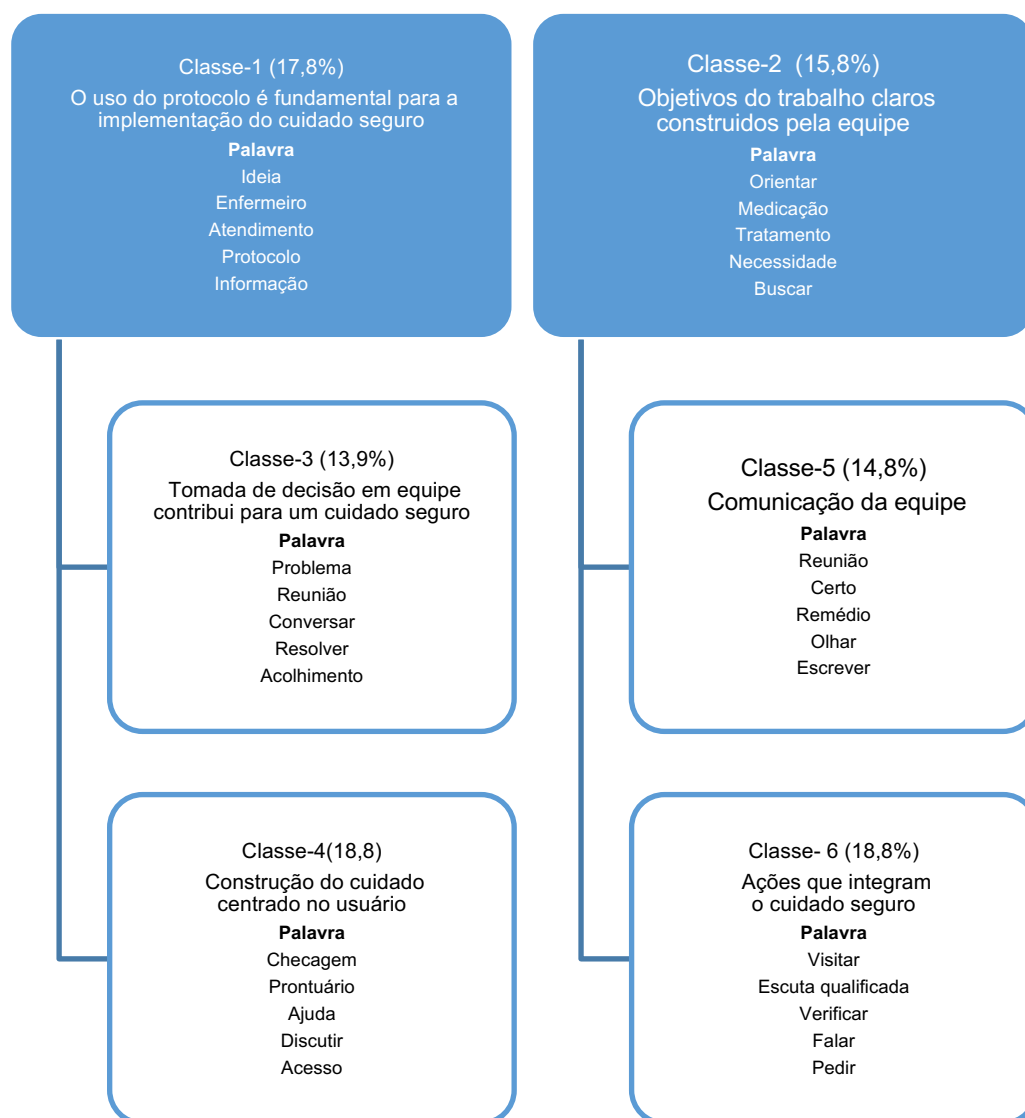 Classe-1 (17,8%)
O uso do protocolo é fundamental para a
implementação do cuidado seguro
Palavra
Ideia
Enfermeiro
Atendimento
Protocolo
Informação
Classe-2 (15,8%)
Objetivos do trabalho claros
construidos pela equipe
Palavra
Orientar
Medicação
Tratamento
Necessidade
Buscar
Classe-3 (13,9%)
Tomada de decisão em equipe
contribui para um cuidado seguro
Palavra
Problema
Reunião
Conversar
Resolver
Acolhimento
Classe-5 (14,8%)
Comunicação da equipe
Palavra
Reunião
Certo
Remédio
Olhar
Escrever
Classe-4(18,8)
Construção do cuidado
centrado no usuário
Palavra
Checagem
Prontuário
Ajuda
Discutir
Acesso
Classe- 6 (18,8%)
Ações que integram
o cuidado seguro
Palavra
Visitar
Escuta qualificada
Verificar
Falar
Pedir